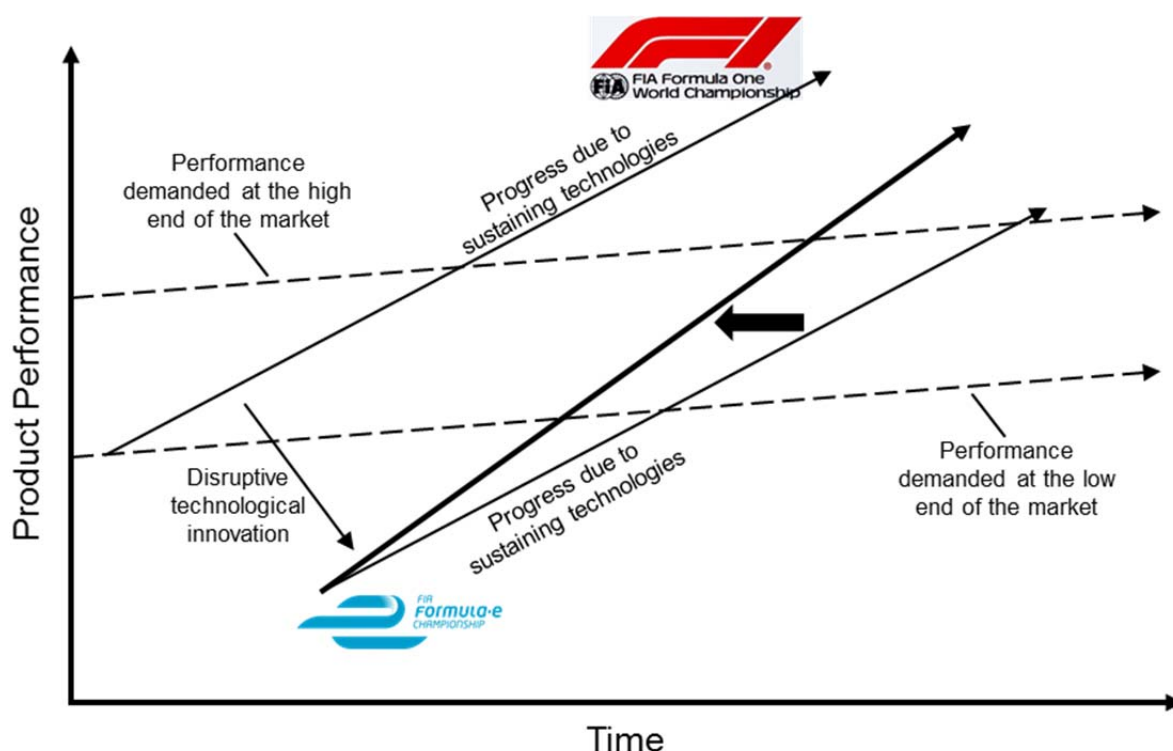 F1
FIA FIA Formula One
World Championship
Performance
demanded at the high
end of the market
Progress due to
sustaining technologies
Product Performance
Disruptive
technological
innovation
Progress due to
sustaining technologies
Performance
demanded at the low
end of the market
FIA
FORMULA-e
CHAMPIONSHIP
Time